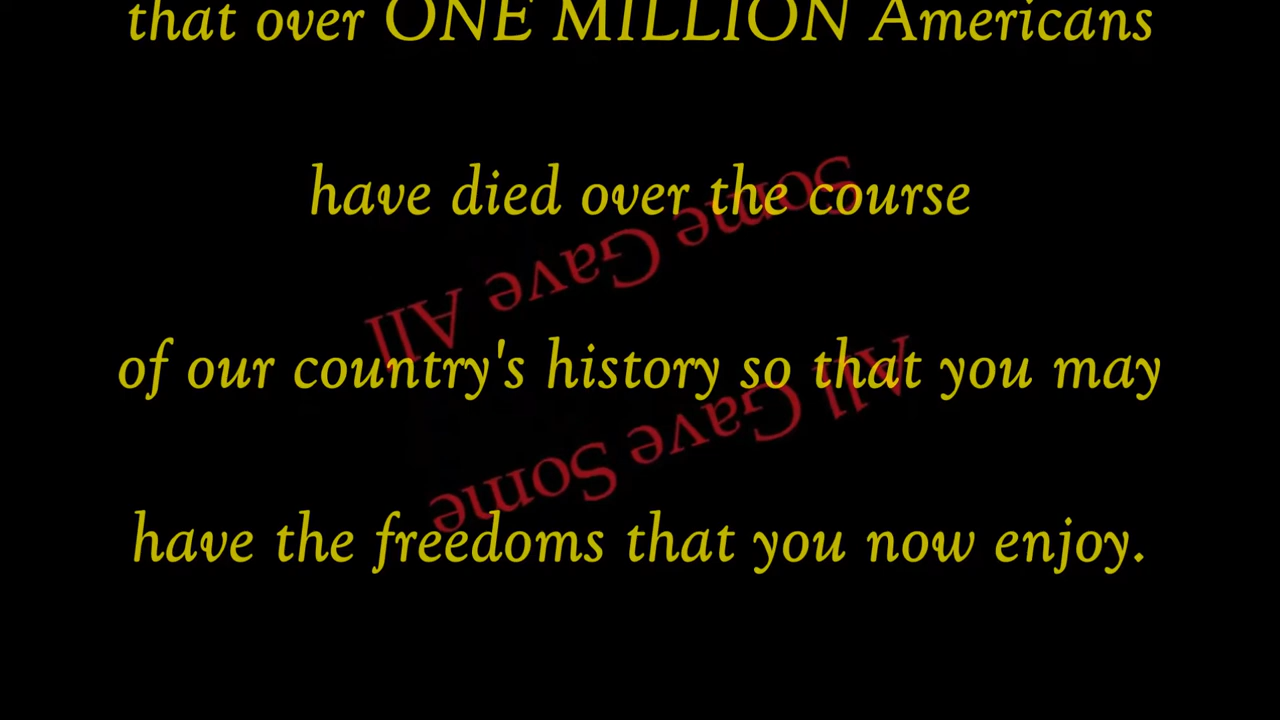 that over ONE MILLION Americans
have died over the course
of our country's history so that you may
have the freedoms that you now enjoy.
All Gave Some
Some Gave All